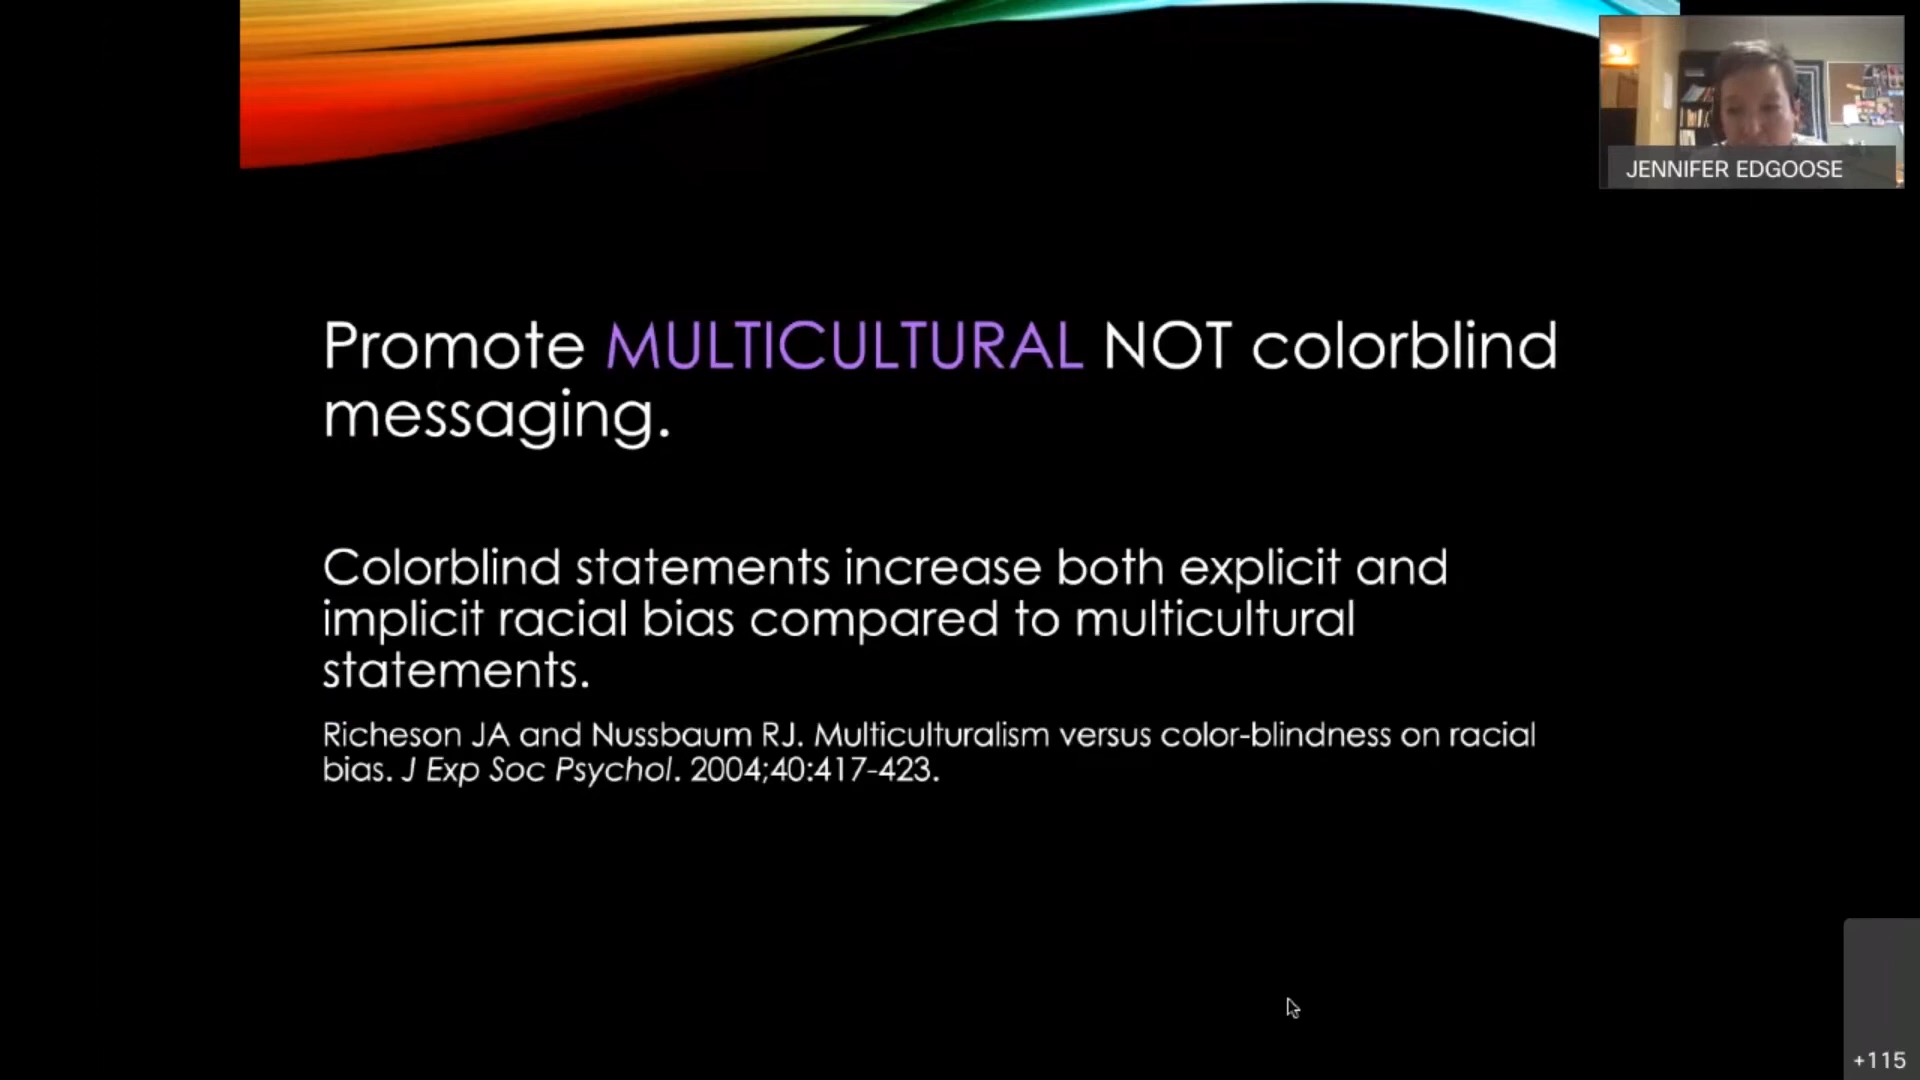 JENNIFER EDGOOSE
Promote MULTICULTURAL NOT colorblind
messaging.
Colorblind statements increase both explicit and
implicit racial bias compared to multicultural
statements.
Richeson JA and Nussbaum RJ. Multiculturalism versus color-blindness on racial
bias. J Exp Soc Psychol. 2004;40:417-423.
+115